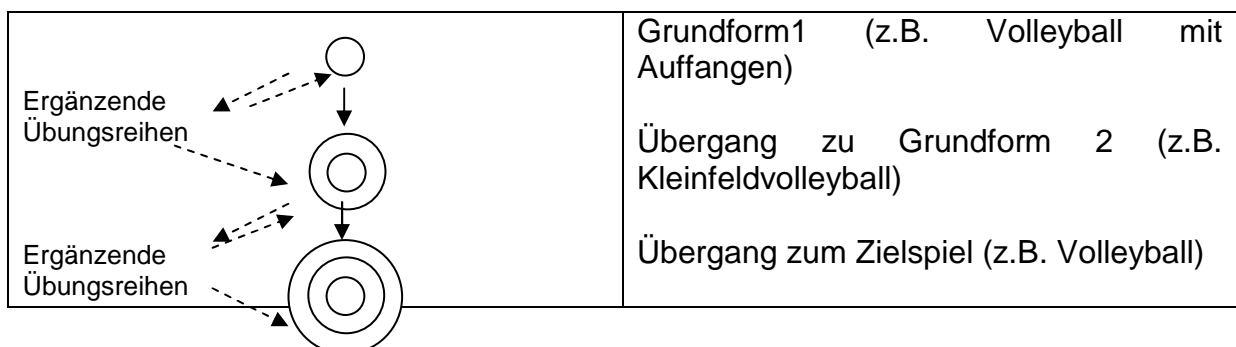 Ergänzende
Übungsreihen
Ergänzende
Übungsreihen
Grundform1 (z.B. Volleyball mit
Auffangen)
Übergang zu Grundform 2 (z.B.
Kleinfeldvolleyball)
Übergang zum Zielspiel (z.B. Volleyball)